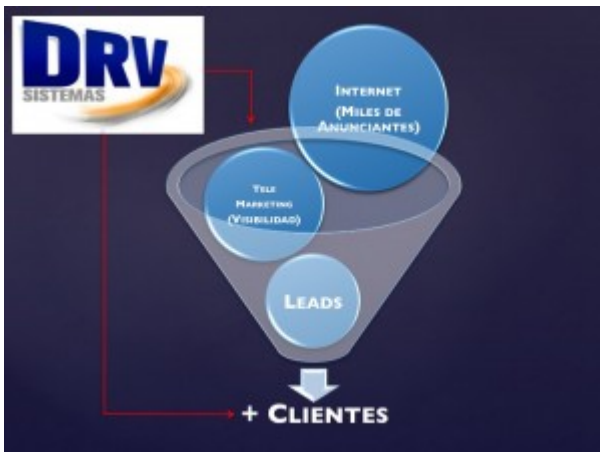 DRV
SISTEMAS
INTERNET
(MILES DE
ANUNCIANTES)
TELE
MARKETING
(VISIBILIDAD)
LEADS
+ CLIENTES